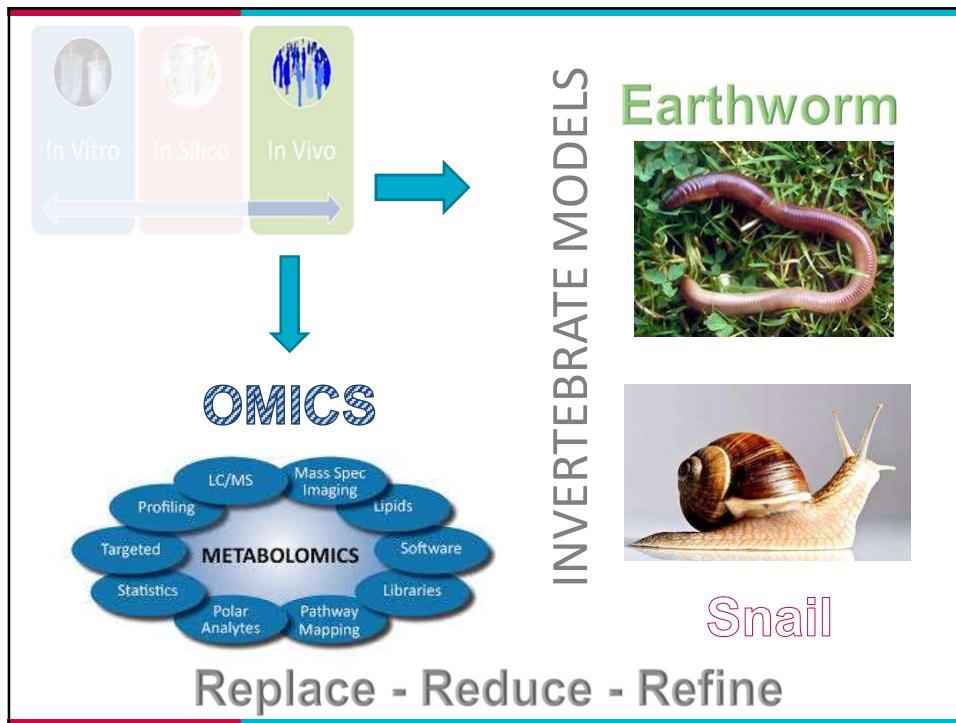 In Vitro
In Silico
In Vivo
INVERTEBRATE MODELS
Earthworm
OMICS
LC/MS
Mass Spec
Imaging
Profiling
Lipids
Targeted
METABOLOMICS
Software
Statistics
Libraries
Polar
Analytes
Pathway
Mapping
Snail
Replace - Reduce - Refine